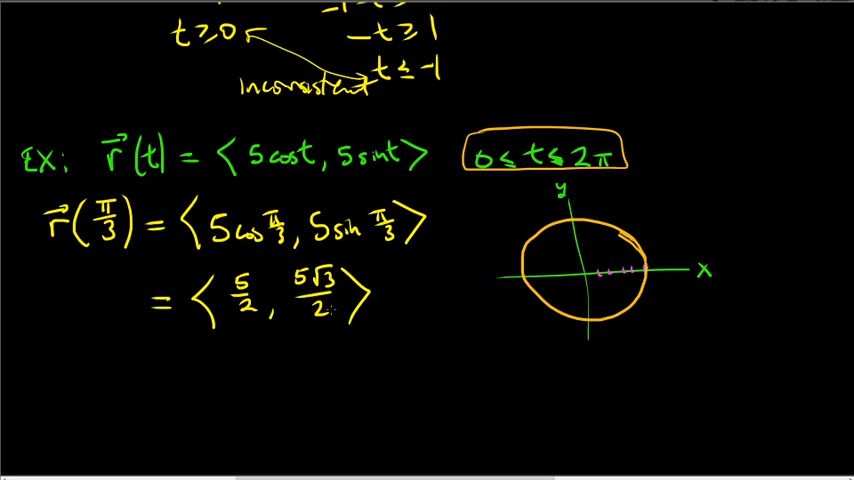 t ≥ 0
-t ≥ 1
t ≤ -1
inconsistent
EX: r⃗(t) = ⟨5cost, 5sint⟩ 0 ≤ t ≤ 2π
r⃗(π/3) = ⟨5cos π/3, 5sin π/3⟩
= ⟨5/2, 5√3/2⟩
y
x